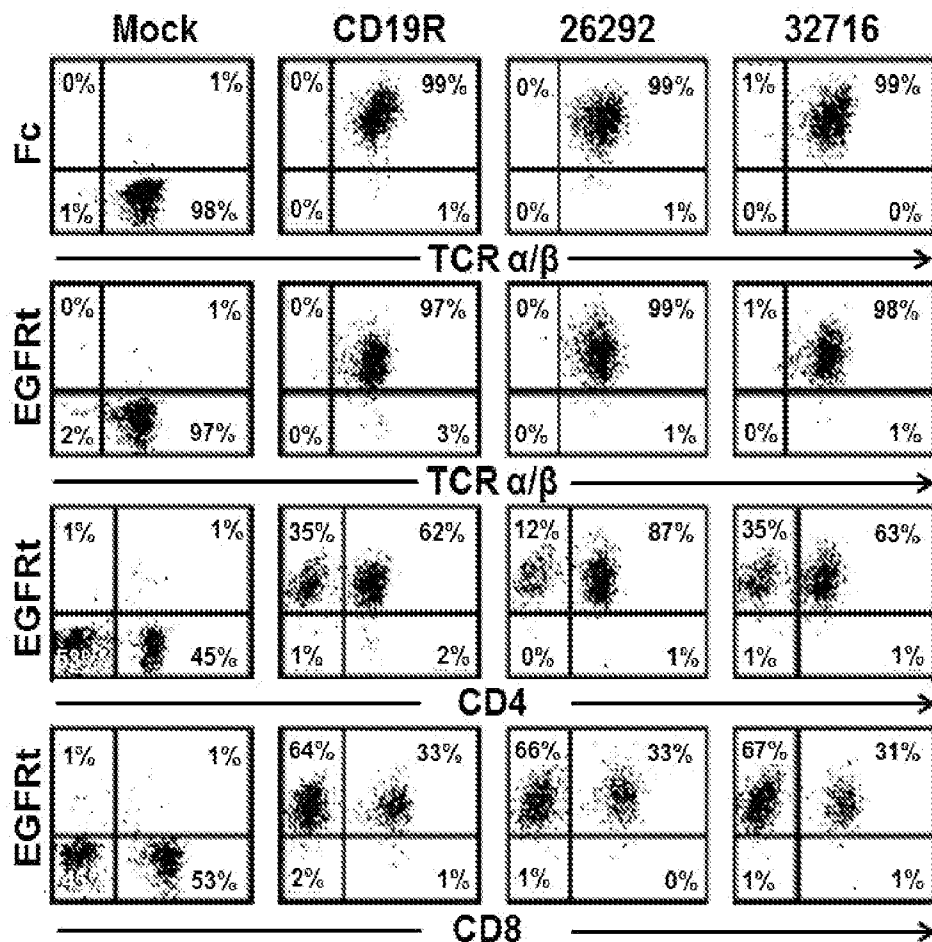 Mock CD19R 26292 32716
Fc
0% 1% 0% 99% 0% 99% 1% 99%
1% 98% 0% 1% 0% 1% 0% 0%
TCR α/β
EGFRt
0% 1% 0% 97% 0% 99% 1% 98%
2% 97% 0% 3% 0% 1% 0% 1%
TCR α/β
EGFRt
1% 1% 35% 62% 12% 87% 35% 63%
45% 1% 2% 0% 1% 1% 1%
CD4
EGFRt
1% 1% 64% 33% 66% 33% 67% 31%
53% 2% 1% 1% 0% 1% 1%
CD8